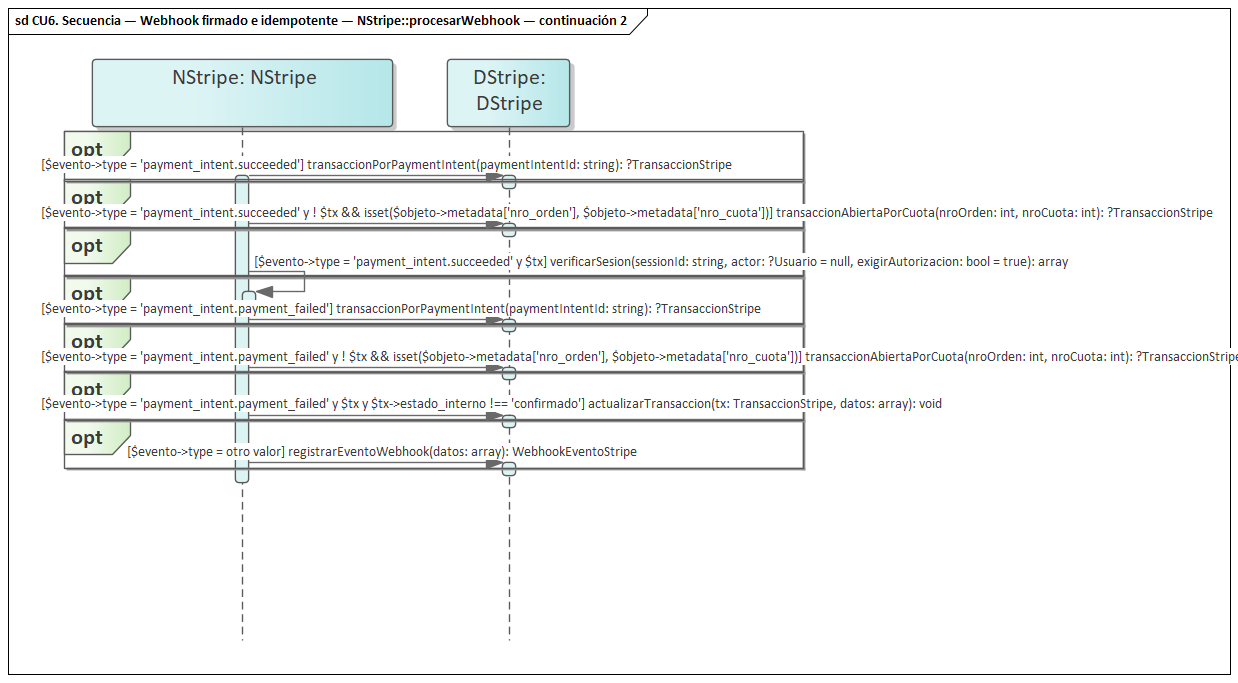 sd CU6. Secuencia — Webhook firmado e idempotente — NStripe::procesarWebhook — continuación 2
NStripe: NStripe
DStripe:
DStripe
opt
[$evento->type = 'payment_intent.succeeded'] transaccionPorPaymentIntent(paymentIntentId: string): ?TransaccionStripe
opt
[$evento->type = 'payment_intent.succeeded' y ! $tx && isset($objeto->metadata['nro_orden'], $objeto->metadata['nro_cuota'])] transaccionAbiertaPorCuota(nroOrden: int, nroCuota: int): ?TransaccionStripe
opt
[$evento->type = 'payment_intent.succeeded' y $tx] verificarSesion(sessionId: string, actor: ?Usuario = null, exigirAutorizacion: bool = true): array
opt
[$evento->type = 'payment_intent.payment_failed'] transaccionPorPaymentIntent(paymentIntentId: string): ?TransaccionStripe
opt
[$evento->type = 'payment_intent.payment_failed' y ! $tx && isset($objeto->metadata['nro_orden'], $objeto->metadata['nro_cuota'])] transaccionAbiertaPorCuota(nroOrden: int, nroCuota: int): ?TransaccionStripe
opt
[$evento->type = 'payment_intent.payment_failed' y $tx y $tx->estado_interno !== 'confirmado'] actualizarTransaccion(tx: TransaccionStripe, datos: array): void
opt
[$evento->type = otro valor] registrarEventoWebhook(datos: array): WebhookEventoStripe